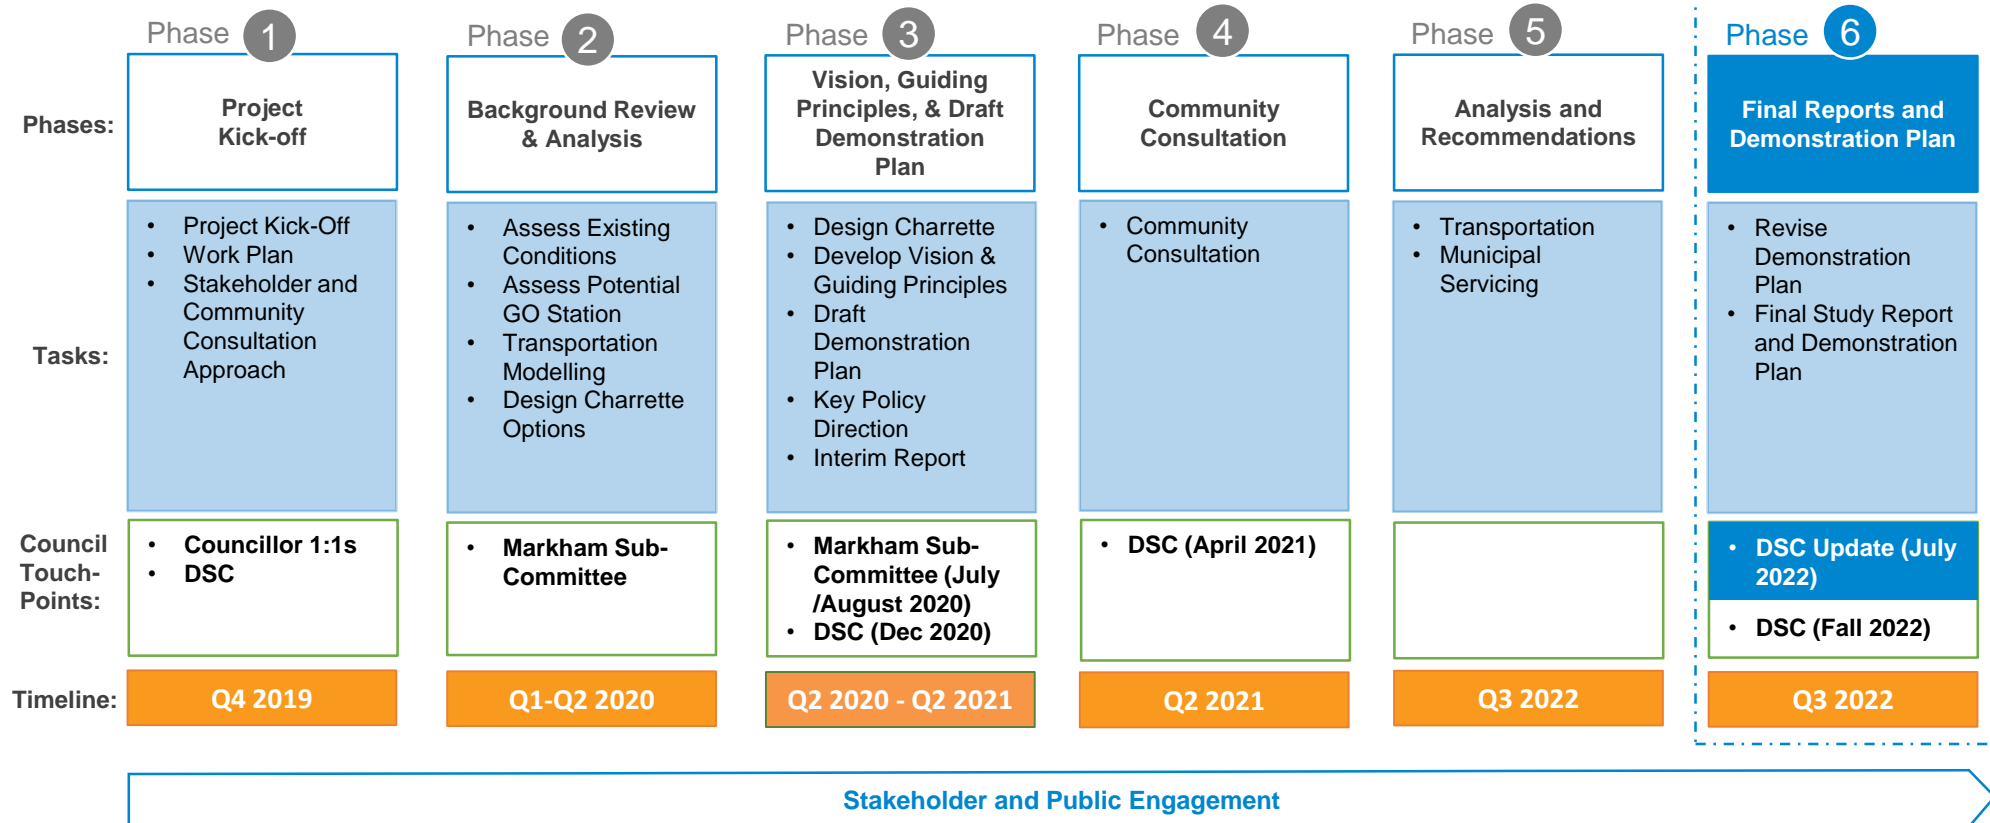 Phase 1
Phase 2
Phase 3
Phase 4
Phase 5
Phase 6
Phases:
Project
Kick-off
Background Review
& Analysis
Vision, Guiding
Principles, & Draft
Demonstration
Plan
Community
Consultation
Analysis and
Recommendations
Final Reports and
Demonstration Plan
Tasks:
• Project Kick-Off
• Work Plan
• Stakeholder and
Community
Consultation
Approach
• Assess Existing
Conditions
• Assess Potential
GO Station
• Transportation
Modelling
• Design Charrette
Options
• Design Charrette
• Develop Vision &
Guiding Principles
• Draft
Demonstration
Plan
• Key Policy
Direction
• Interim Report
• Community
Consultation
• Transportation
• Municipal
Servicing
• Revise
Demonstration
Plan
• Final Study Report
and Demonstration
Plan
Council
Touch-
Points:
• Councillor 1:1s
• DSC
• Markham Sub-
Committee
• Markham Sub-
Committee (July
/August 2020)
• DSC (Dec 2020)
• DSC (April 2021)
• DSC Update (July
2022)
• DSC (Fall 2022)
Timeline:
Q4 2019
Q1-Q2 2020
Q2 2020 - Q2 2021
Q2 2021
Q3 2022
Q3 2022
Stakeholder and Public Engagement